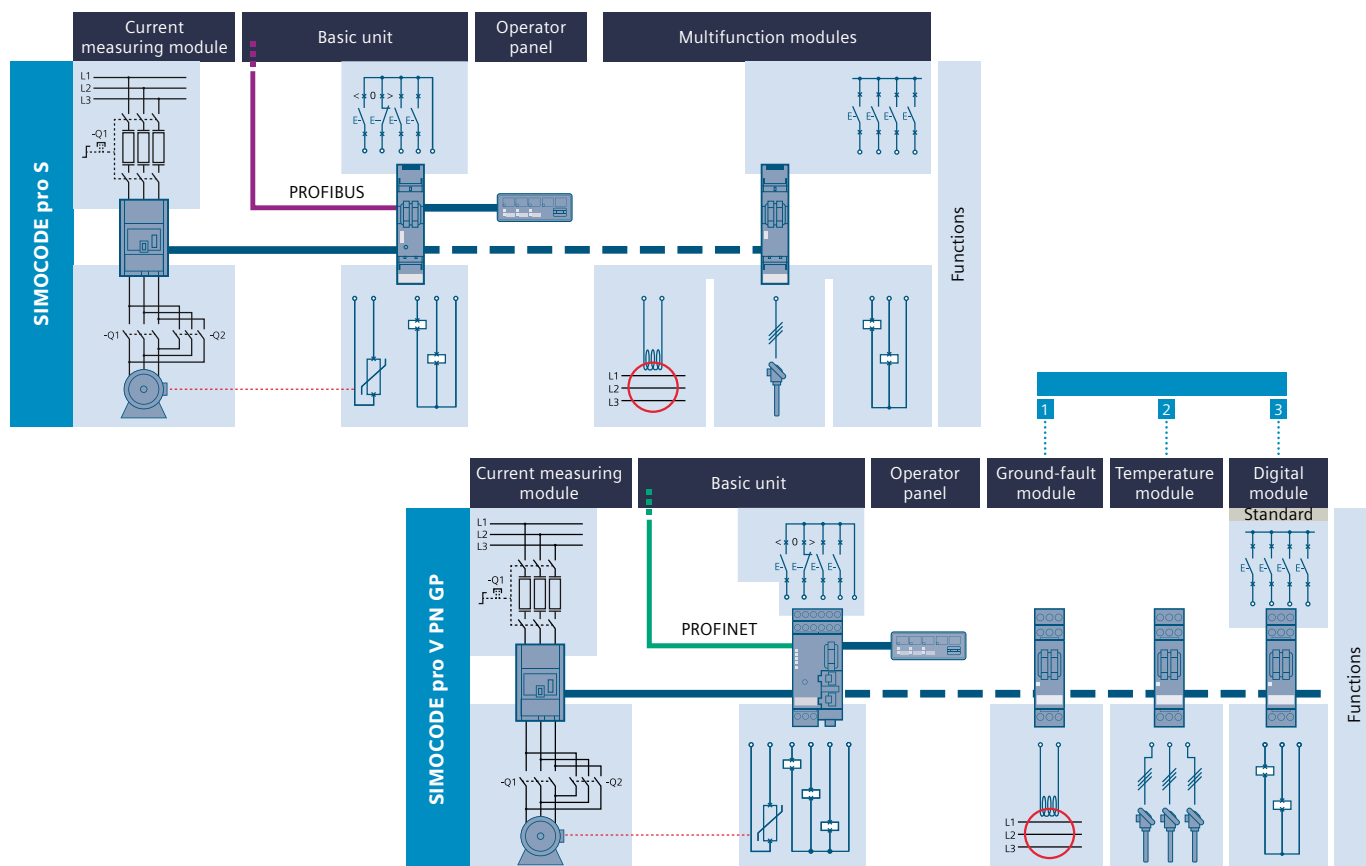 Current
measuring module
Basic unit
Operator
panel
Multifunction modules
SIMOCODE pro S
L1
L2
L3
-Q1
< 0 >
E- E- E- E-
E- E- E- E-
PROFIBUS
Functions
-Q1
-Q2
L1
L2
L3
1
2
3
Current measuring
module
Basic unit
Operator
panel
Ground-fault
module
Temperature
module
Digital
module
Standard
SIMOCODE pro V PN GP
L1
L2
L3
-Q1
< 0 >
E- E- E- E-
E- E- E- E-
PROFINET
Functions
-Q1
-Q2
L1
L2
L3